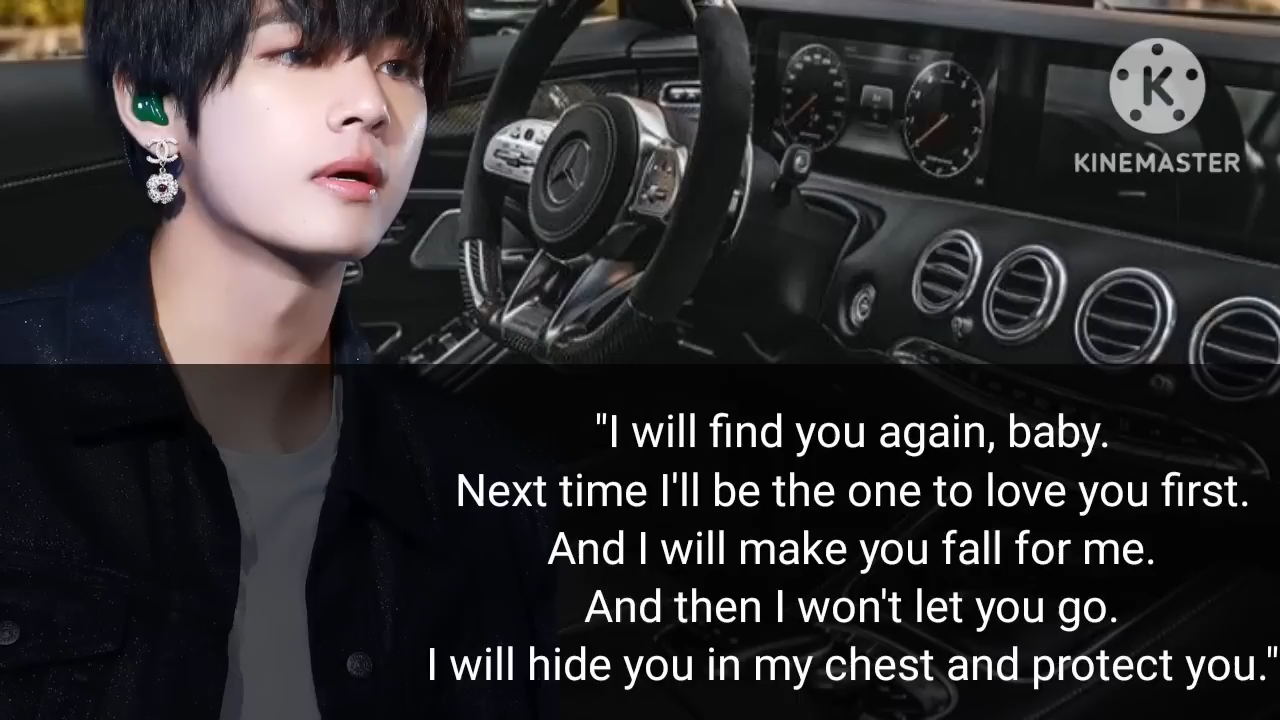 K
KINEMASTER
"I will find you again, baby.
Next time I'll be the one to love you first.
And I will make you fall for me.
And then I won't let you go.
I will hide you in my chest and protect you."